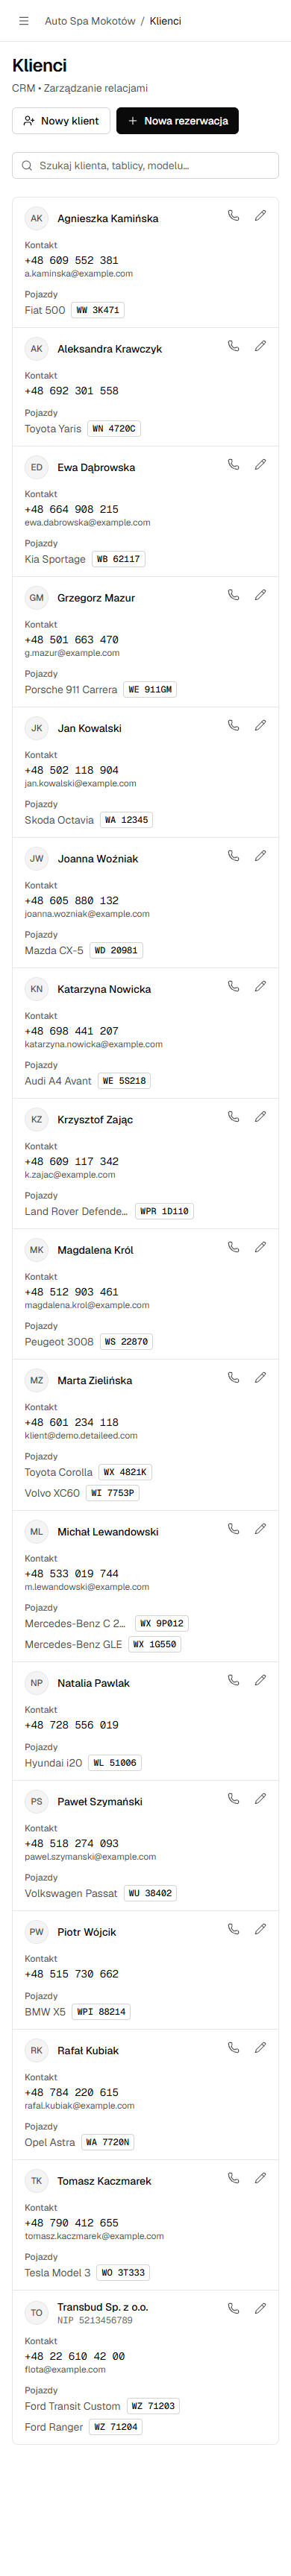 Auto Spa Mokotów / Klienci
Klienci
CRM • Zarządzanie relacjami
Nowy klient
Nowa rezerwacja
Szukaj klienta, tablicy, modelu...
AK Agnieszka Kamińska
Kontakt
+48 609 552 381
a.kaminska@example.com
Pojazdy
Fiat 500 WW 3K471
AK Aleksandra Krawczyk
Kontakt
+48 692 301 558
Pojazdy
Toyota Yaris WN 4720C
ED Ewa Dąbrowska
Kontakt
+48 664 908 215
ewa.dabrowska@example.com
Pojazdy
Kia Sportage WB 62117
GM Grzegorz Mazur
Kontakt
+48 501 663 470
g.mazur@example.com
Pojazdy
Porsche 911 Carrera WE 911GM
JK Jan Kowalski
Kontakt
+48 502 118 904
jan.kowalski@example.com
Pojazdy
Skoda Octavia WA 12345
JW Joanna Woźniak
Kontakt
+48 605 880 132
joanna.wozniak@example.com
Pojazdy
Mazda CX-5 WD 20981
KN Katarzyna Nowicka
Kontakt
+48 698 441 207
katarzyna.nowicka@example.com
Pojazdy
Audi A4 Avant WE 5S218
KZ Krzysztof Zając
Kontakt
+48 609 117 342
k.zajac@example.com
Pojazdy
Land Rover Defende... WPR 1D110
MK Magdalena Król
Kontakt
+48 512 903 461
magdalena.krol@example.com
Pojazdy
Peugeot 3008 WS 22870
MZ Marta Zielińska
Kontakt
+48 601 234 118
klient@demo.detaileed.com
Pojazdy
Toyota Corolla WX 4821K
Volvo XC60 WI 7753P
ML Michał Lewandowski
Kontakt
+48 533 019 744
m.lewandowski@example.com
Pojazdy
Mercedes-Benz C 2... WX 9P012
Mercedes-Benz GLE WX 1G550
NP Natalia Pawlak
Kontakt
+48 728 556 019
Pojazdy
Hyundai i20 WL 51006
PS Paweł Szymański
Kontakt
+48 518 274 093
pawel.szymanski@example.com
Pojazdy
Volkswagen Passat WU 38402
PW Piotr Wójcik
Kontakt
+48 515 730 662
Pojazdy
BMW X5 WPI 88214
RK Rafał Kubiak
Kontakt
+48 784 220 615
rafal.kubiak@example.com
Pojazdy
Opel Astra WA 7720N
TK Tomasz Kaczmarek
Kontakt
+48 790 412 655
tomasz.kaczmarek@example.com
Pojazdy
Tesla Model 3 WO 3T333
TO Transbud Sp. z o.o.
NIP 5213456789
Kontakt
+48 22 610 42 00
flota@example.com
Pojazdy
Ford Transit Custom WZ 71203
Ford Ranger WZ 71204